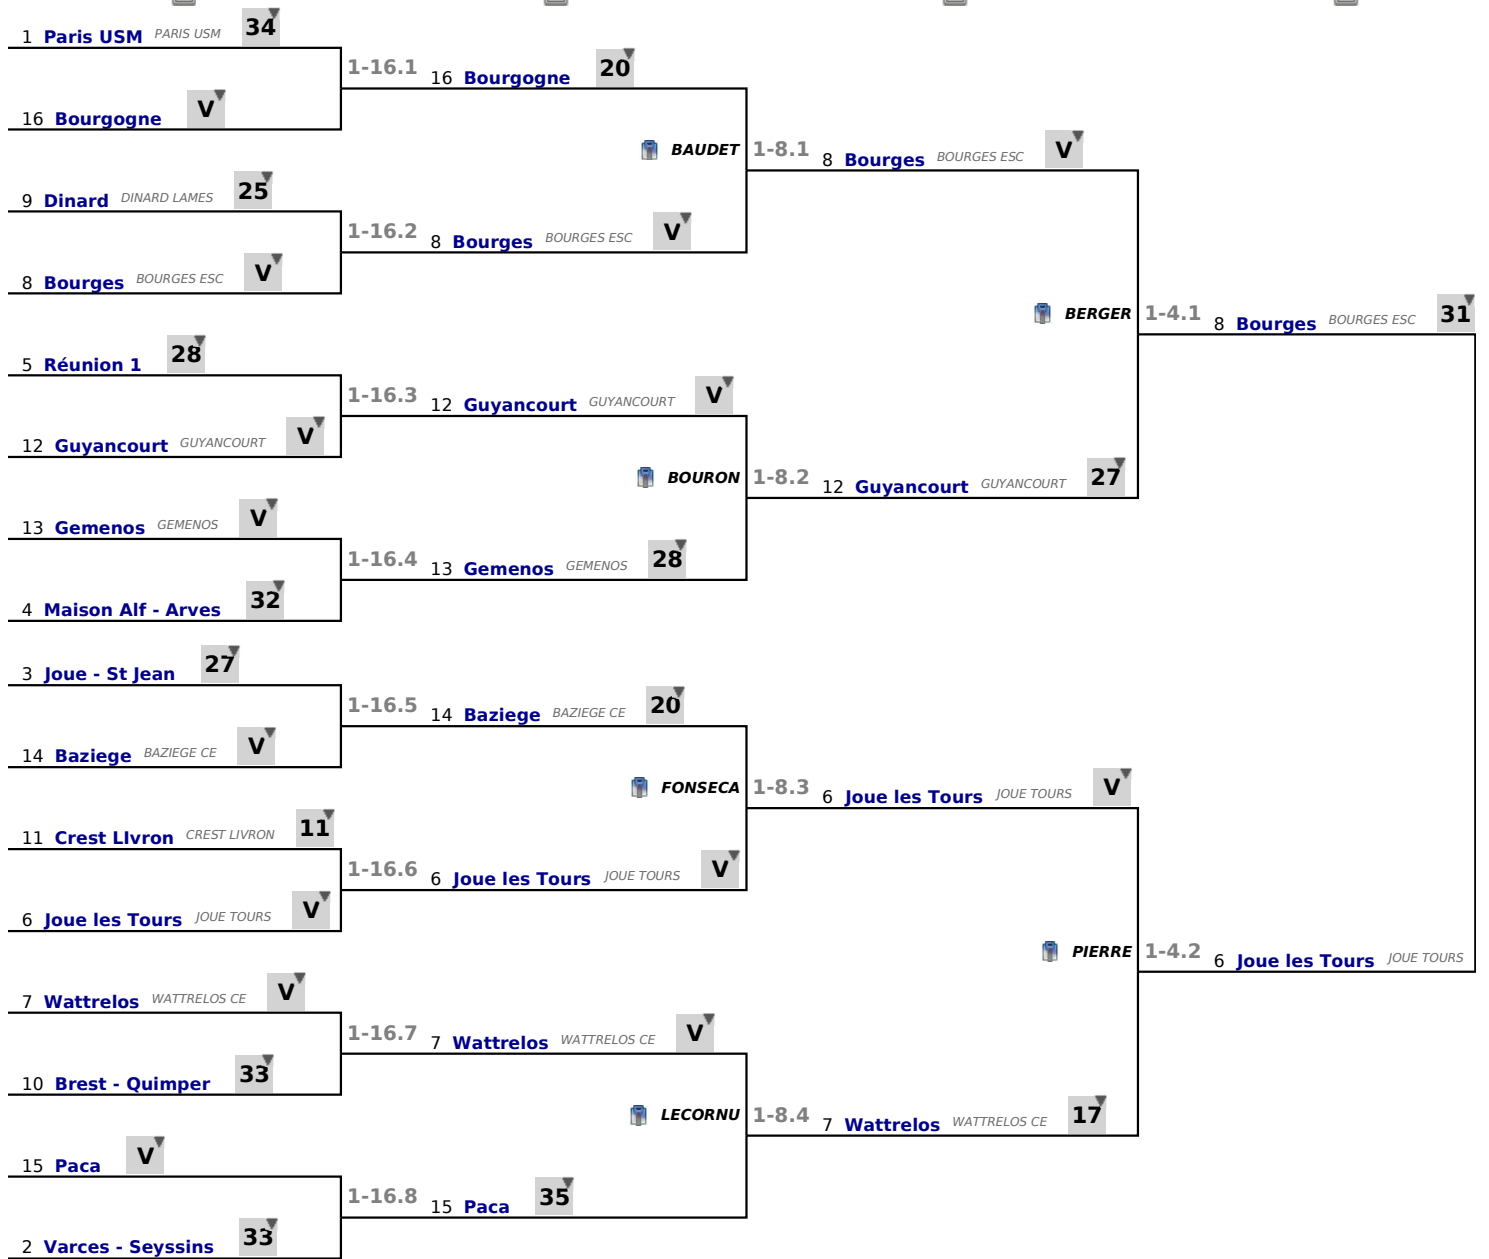 1 Paris USM PARIS USM 34
16 Bourgogne V
1-16.1 16 Bourgogne 20
9 Dinard DINARD LAMES 25
8 Bourges BOURGES ESC V
1-16.2 8 Bourges BOURGES ESC V
BAUDET 1-8.1 8 Bourges BOURGES ESC V
5 Réunion 1 28
12 Guyancourt GUYANCOURT V
1-16.3 12 Guyancourt GUYANCOURT V
13 Gemenos GEMENOS V
4 Maison Alf - Arves 32
1-16.4 13 Gemenos GEMENOS 28
BOURON 1-8.2 12 Guyancourt GUYANCOURT 27
BERGER 1-4.1 8 Bourges BOURGES ESC 31
3 Joue - St Jean 27
14 Baziege BAZIEGE CE V
1-16.5 14 Baziege BAZIEGE CE 20
11 Crest LIvron CREST LIVRON 11
6 Joue les Tours JOUE TOURS V
1-16.6 6 Joue les Tours JOUE TOURS V
FONSECA 1-8.3 6 Joue les Tours JOUE TOURS V
7 Wattrelos WATTRELOS CE V
10 Brest - Quimper 33
1-16.7 7 Wattrelos WATTRELOS CE V
15 Paca V
2 Varces - Seyssins 33
1-16.8 15 Paca 35
LECORNU 1-8.4 7 Wattrelos WATTRELOS CE 17
PIERRE 1-4.2 6 Joue les Tours JOUE TOURS